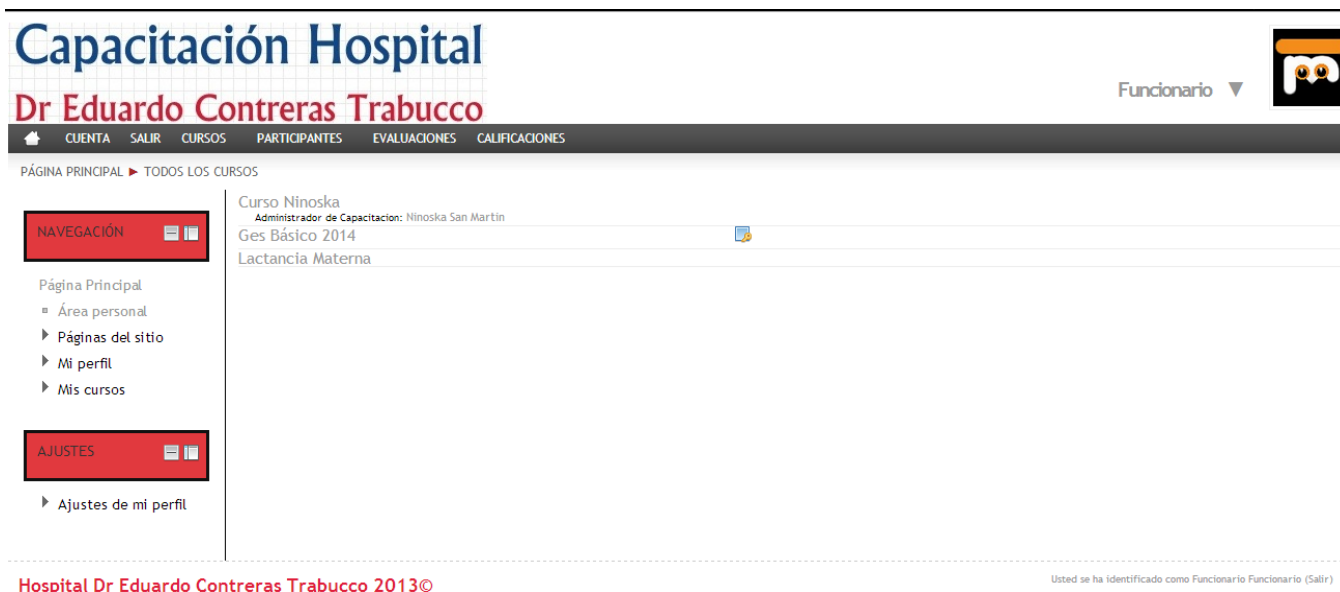 Capacitación Hospital
Dr Eduardo Contreras Trabucco
Funcionario ▼
CUENTA SALIR CURSOS PARTICIPANTES EVALUACIONES CALIFICACIONES
PÁGINA PRINCIPAL ► TODOS LOS CURSOS
NAVEGACIÓN
Página Principal
Área personal
Páginas del sitio
Mi perfil
Mis cursos
AJUSTES
Ajustes de mi perfil
Curso Ninoska
Administrador de Capacitacion: Ninoska San Martin
Ges Básico 2014
Lactancia Materna
Hospital Dr Eduardo Contreras Trabucco 2013©
Usted se ha identificado como Funcionario Funcionario (Salir)